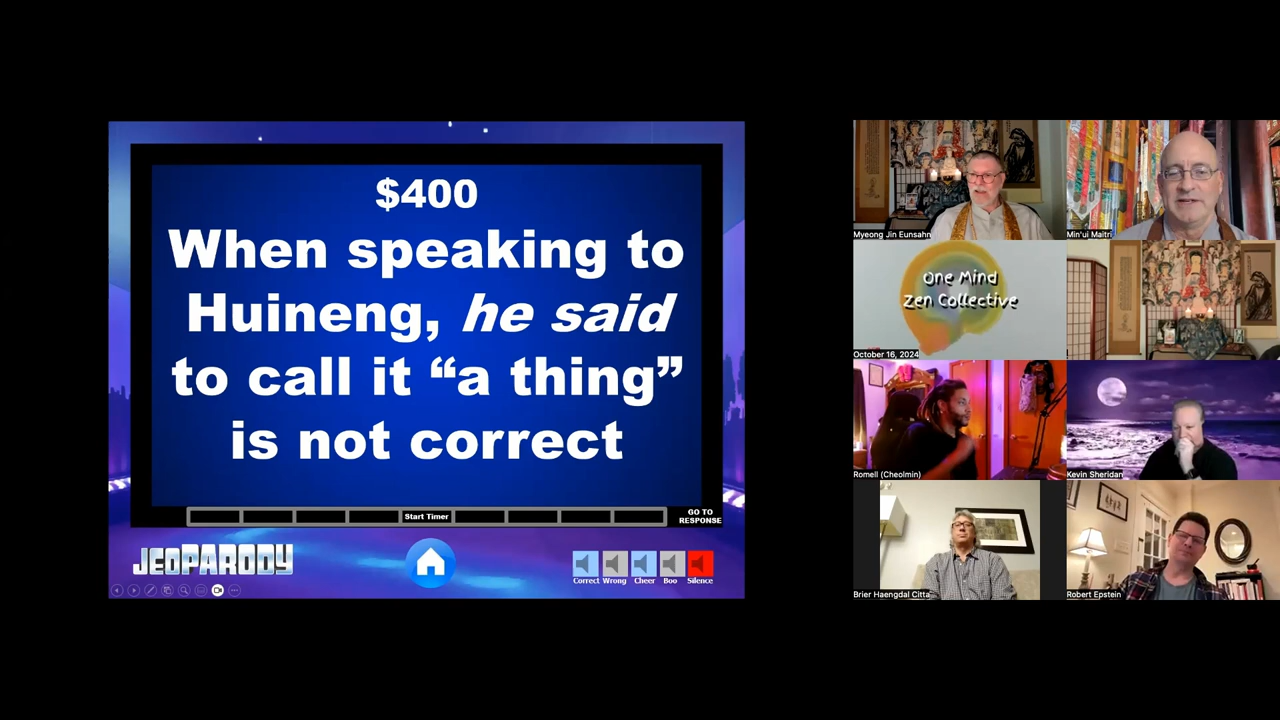 $400
When speaking to
Huineng, he said
to call it “a thing”
is not correct
Start Timer
GO TO
RESPONSE
JEOPARODY
Correct
Wrong
Cheer
Boo
Silence
Myeong Jin Eunsahn
Min'ui Maitri
One Mind
Zen Collective
October 16, 2024
Romell (Cheolmin)
Kevin Sheridan
Brier Haengdal Citta
Robert Epstein